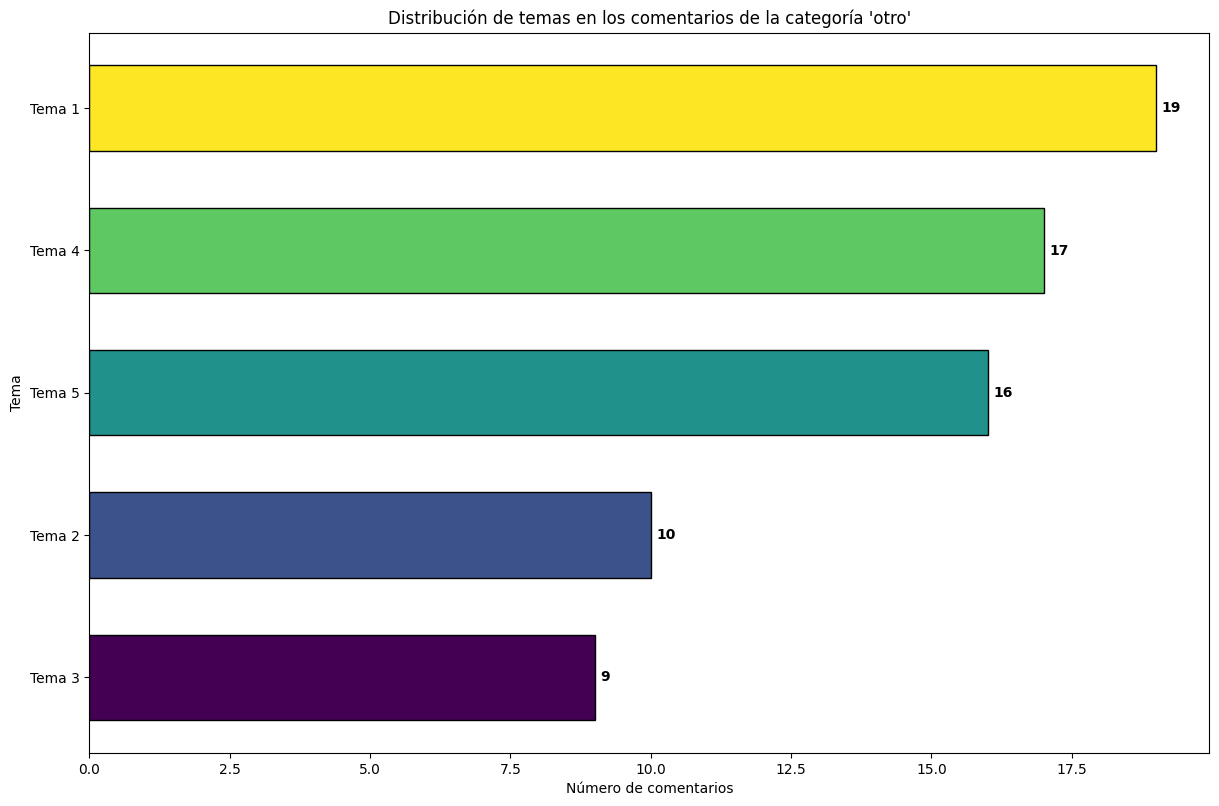 Distribución de temas en los comentarios de la categoría 'otro'
Tema
Tema 1
19
Tema 4
17
Tema 5
16
Tema 2
10
Tema 3
9
0.0 2.5 5.0 7.5 10.0 12.5 15.0 17.5
Número de comentarios